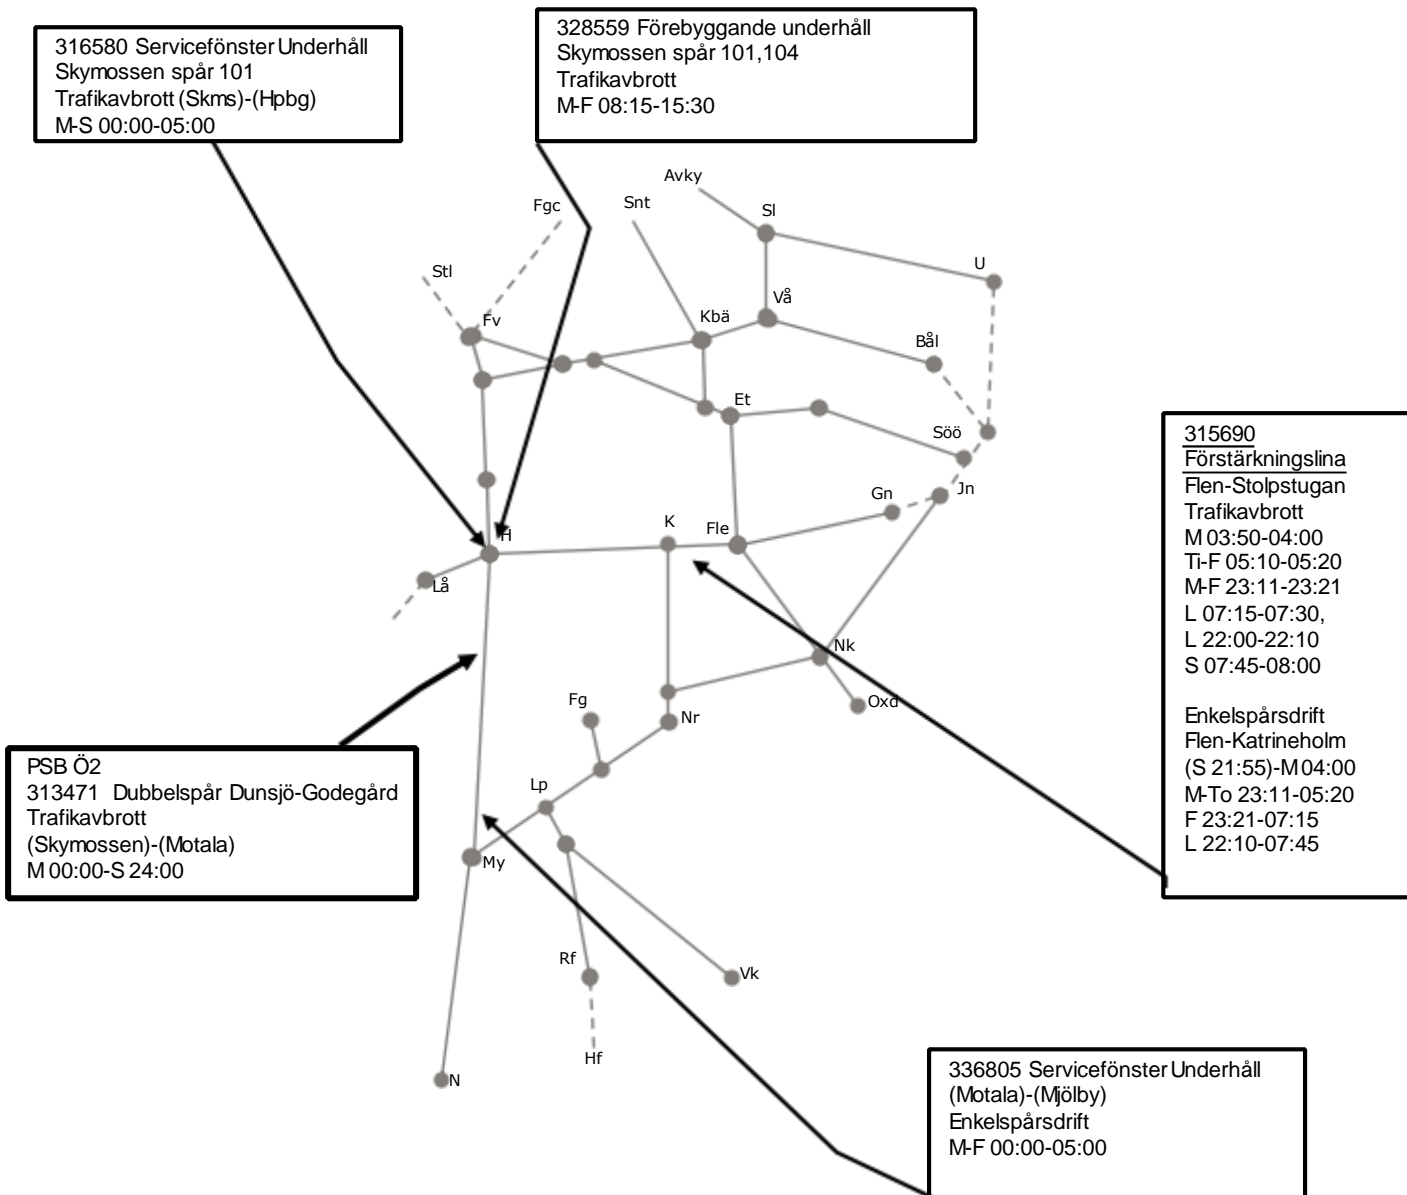 316580 Servicefönster Underhåll
Skymossen spår 101
Trafikavbrott (Skms)-(Hpbg)
M-S 00:00-05:00
328559 Förebyggande underhåll
Skymossen spår 101,104
Trafikavbrott
M-F 08:15-15:30
Avky
Snt
Fgc
Sl
Stl
U
Vå
Kbä
Fv
Bål
Et
Söö
Jn
Gn
K
Fle
H
Lå
Nk
Oxd
Fg
Nr
Lp
My
Rf
Vk
Hf
N
315690
Förstärkningslina
Flen-Stolpstugan
Trafikavbrott
M 03:50-04:00
Ti-F 05:10-05:20
M-F 23:11-23:21
L 07:15-07:30,
L 22:00-22:10
S 07:45-08:00
Enkelspårsdrift
Flen-Katrineholm
(S 21:55)-M 04:00
M-To 23:11-05:20
F 23:21-07:15
L 22:10-07:45
PSB Ö2
313471 Dubbelspår Dunsjö-Godegård
Trafikavbrott
(Skymossen)-(Motala)
M 00:00-S 24:00
336805 Servicefönster Underhåll
(Motala)-(Mjölby)
Enkelspårsdrift
M-F 00:00-05:00